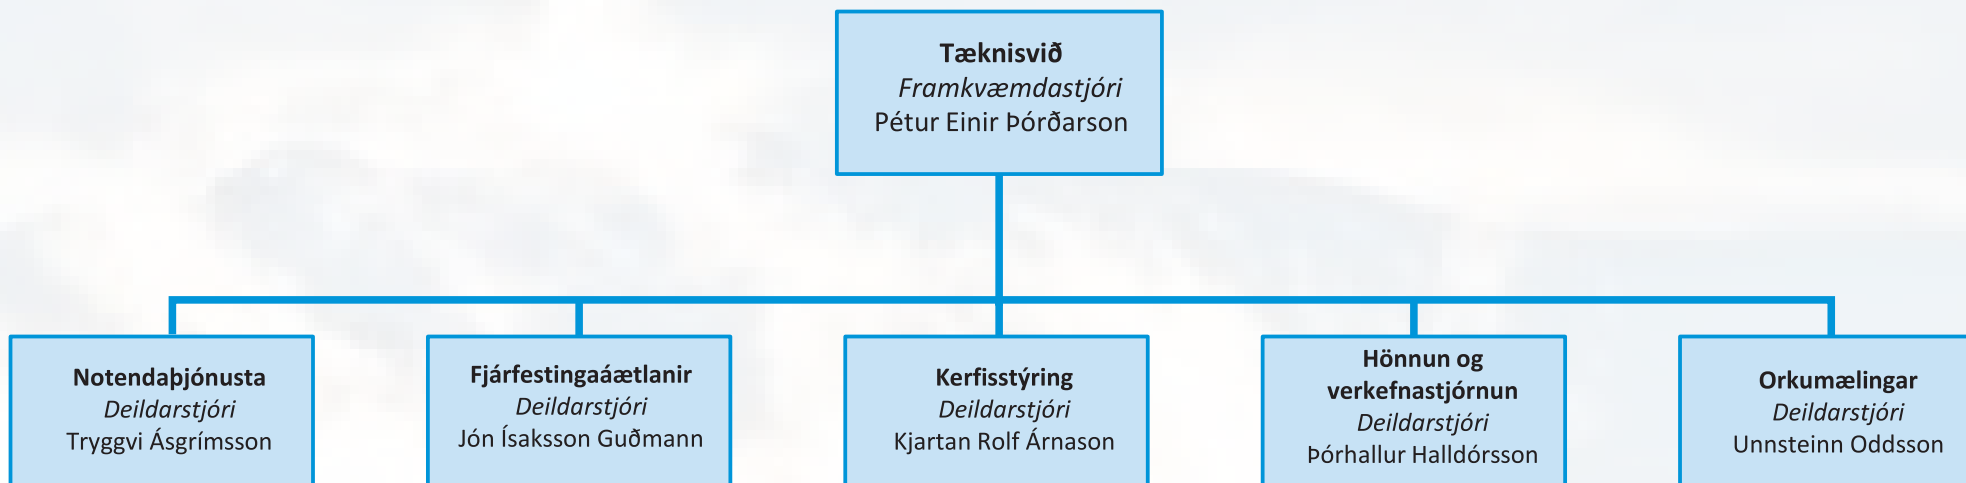 Tæknisvið
Framkvæmdastjóri
Pétur Einir Þórðarson
Notendaþjónusta
Deildarstjóri
Tryggvi Ásgrímsson
Fjárfestingaáætlanir
Deildarstjóri
Jón Ísaksson Guðmann
Kerfisstýring
Deildarstjóri
Kjartan Rolf Árnason
Hönnun og
verkefnastjórnun
Deildarstjóri
Þórhallur Halldórsson
Orkumælingar
Deildarstjóri
Unnsteinn Oddsson